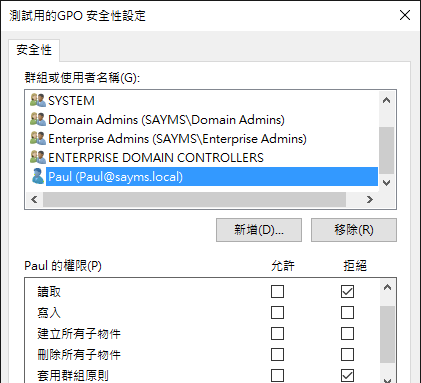 測試用的GPO 安全性設定
安全性
群組或使用者名稱(G):
SYSTEM
Domain Admins (SAYMS\Domain Admins)
Enterprise Admins (SAYMS\Enterprise Admins)
ENTERPRISE DOMAIN CONTROLLERS
Paul (Paul@sayms.local)
新增(D)... 移除(R)
Paul 的權限(P) 允許 拒絕
讀取
寫入
建立所有子物件
刪除所有子物件
套用群組原則